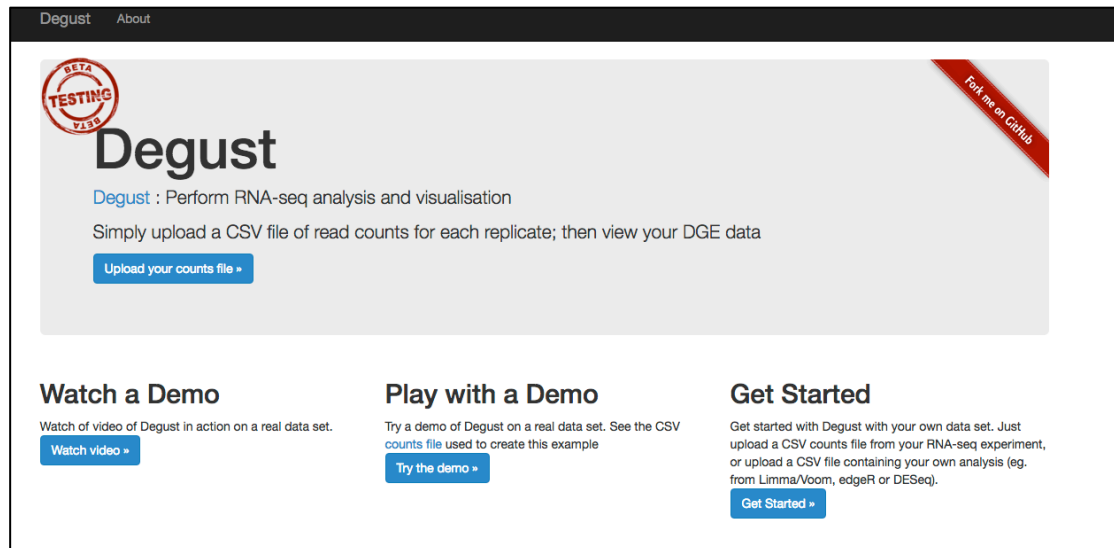 Degust About
BETA
TESTING
BETA
Fork me on GitHub
Degust
Degust : Perform RNA-seq analysis and visualisation
Simply upload a CSV file of read counts for each replicate; then view your DGE data
Upload your counts file »
Watch a Demo
Watch of video of Degust in action on a real data set.
Watch video »
Play with a Demo
Try a demo of Degust on a real data set. See the CSV
counts file used to create this example
Try the demo »
Get Started
Get started with Degust with your own data set. Just
upload a CSV counts file from your RNA-seq experiment,
or upload a CSV file containing your own analysis (eg.
from Limma/Voom, edgeR or DESeq).
Get Started »